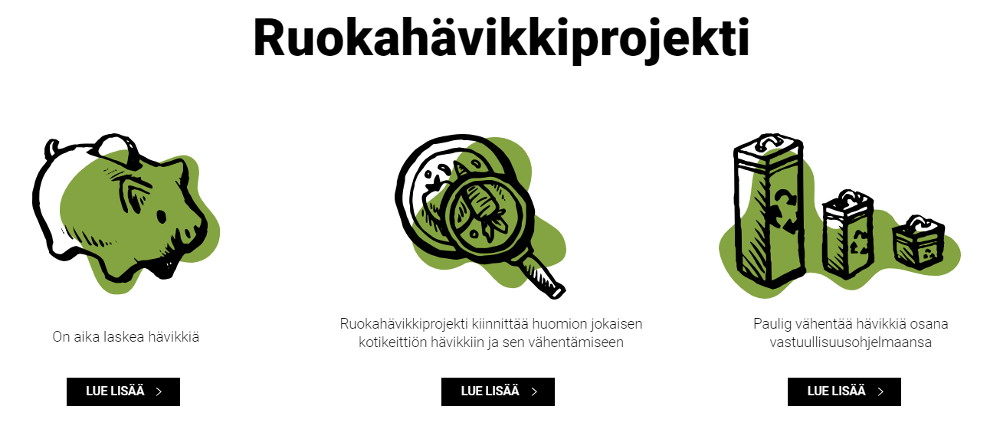 Ruokahävikkiprojekti
On aika laskea hävikkiä
LUE LISÄÄ
Ruokahävikkiprojekti kiinnittää huomion jokaisen
kotikeittiön hävikkiin ja sen vähentämiseen
LUE LISÄÄ
Paulig vähentää hävikkiä osana
vastuullisuusohjelmaansa
LUE LISÄÄ